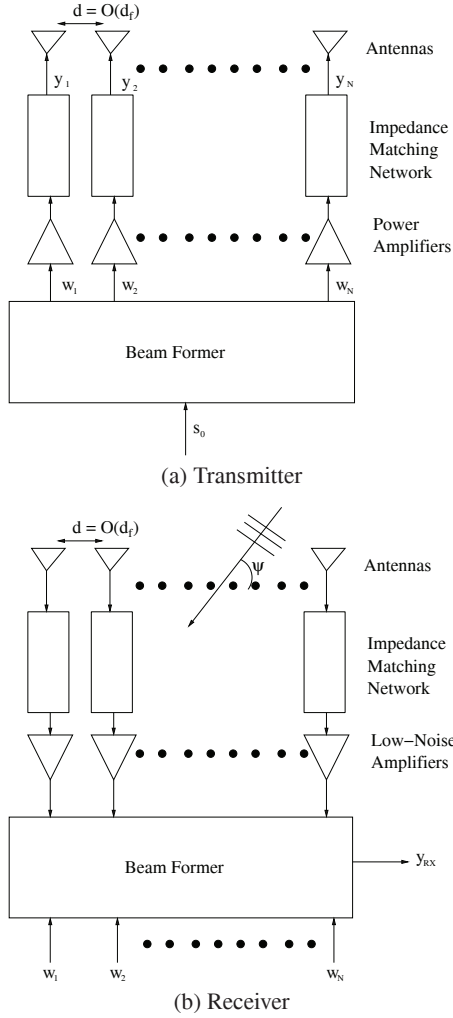 d = O(d_f)
Antennas
y_1 y_2 y_N
Impedance
Matching
Network
Power
Amplifiers
w_1 w_2 w_N
Beam Former
s_0
(a) Transmitter
d = O(d_f)
ψ
Antennas
Impedance
Matching
Network
Low-Noise
Amplifiers
Beam Former
y_RX
w_1 w_2 w_N
(b) Receiver